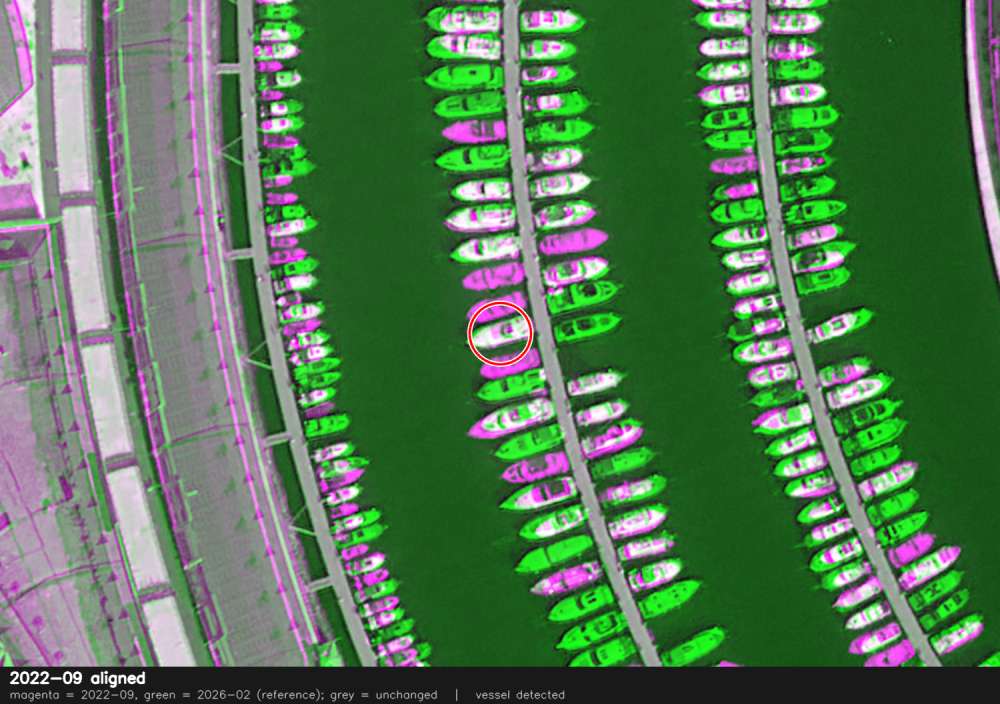 2022-09 aligned
magenta = 2022-09, green = 2026-02 (reference); grey = unchanged | vessel detected